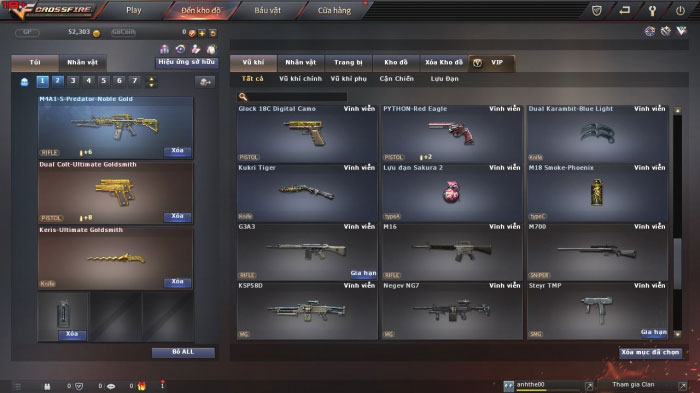 CROSSFIRE Play Đến kho đồ Báu vật Cửa hàng
GP 52,303 GoCoin 0
Túi Nhân vật Hiệu ứng sở hữu
1 2 3 4 5 6 7
M4A1-S-Predator-Noble Gold
RIFLE +6 Xóa
Dual Colt-Ultimate Goldsmith
PISTOL +8 Xóa
Keris-Ultimate Goldsmith
Knife Xóa
Xóa
Bỏ ALL
Vũ khí Nhân vật Trang bị Kho đồ Xóa Kho đồ VIP
Tất cả Vũ khí chính Vũ khí phụ Cận Chiến Lựu Đạn
Glock 18C Digital Camo Vĩnh viễn PYTHON-Red Eagle Vĩnh viễn Dual Karambit-Blue Light Vĩnh viễn
PISTOL PISTOL +2 Knife
Kukri Tiger Vĩnh viễn Lựu đạn Sakura 2 Vĩnh viễn M18 Smoke-Phoenix Vĩnh viễn
Knife typeA typeC
G3A3 Vĩnh viễn M16 Vĩnh viễn M700 Vĩnh viễn
RIFLE Gia hạn RIFLE SNIPER
KSP58D Vĩnh viễn Negev NG7 Vĩnh viễn Steyr TMP Vĩnh viễn
MG MG SMG Gia hạn
Xóa mục đã chọn
0 0 0 1 anhthe00 Tham gia Clan